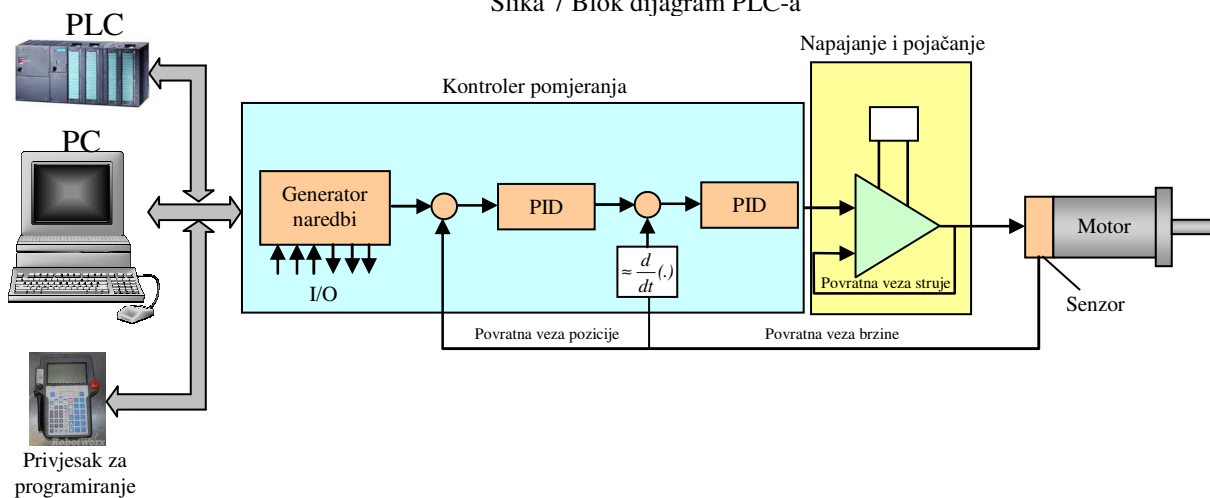 Slika 7 Blok dijagram PLC-a
PLC
Napajanje i pojačanje
Kontroler pomjeranja
PC
Generator
naredbi
PID
PID
Motor
≈ d/dt (.)
I/O
Povratna veza struje
Senzor
Povratna veza pozicije
Povratna veza brzine
RobotWorx
Privjesak za
programiranje